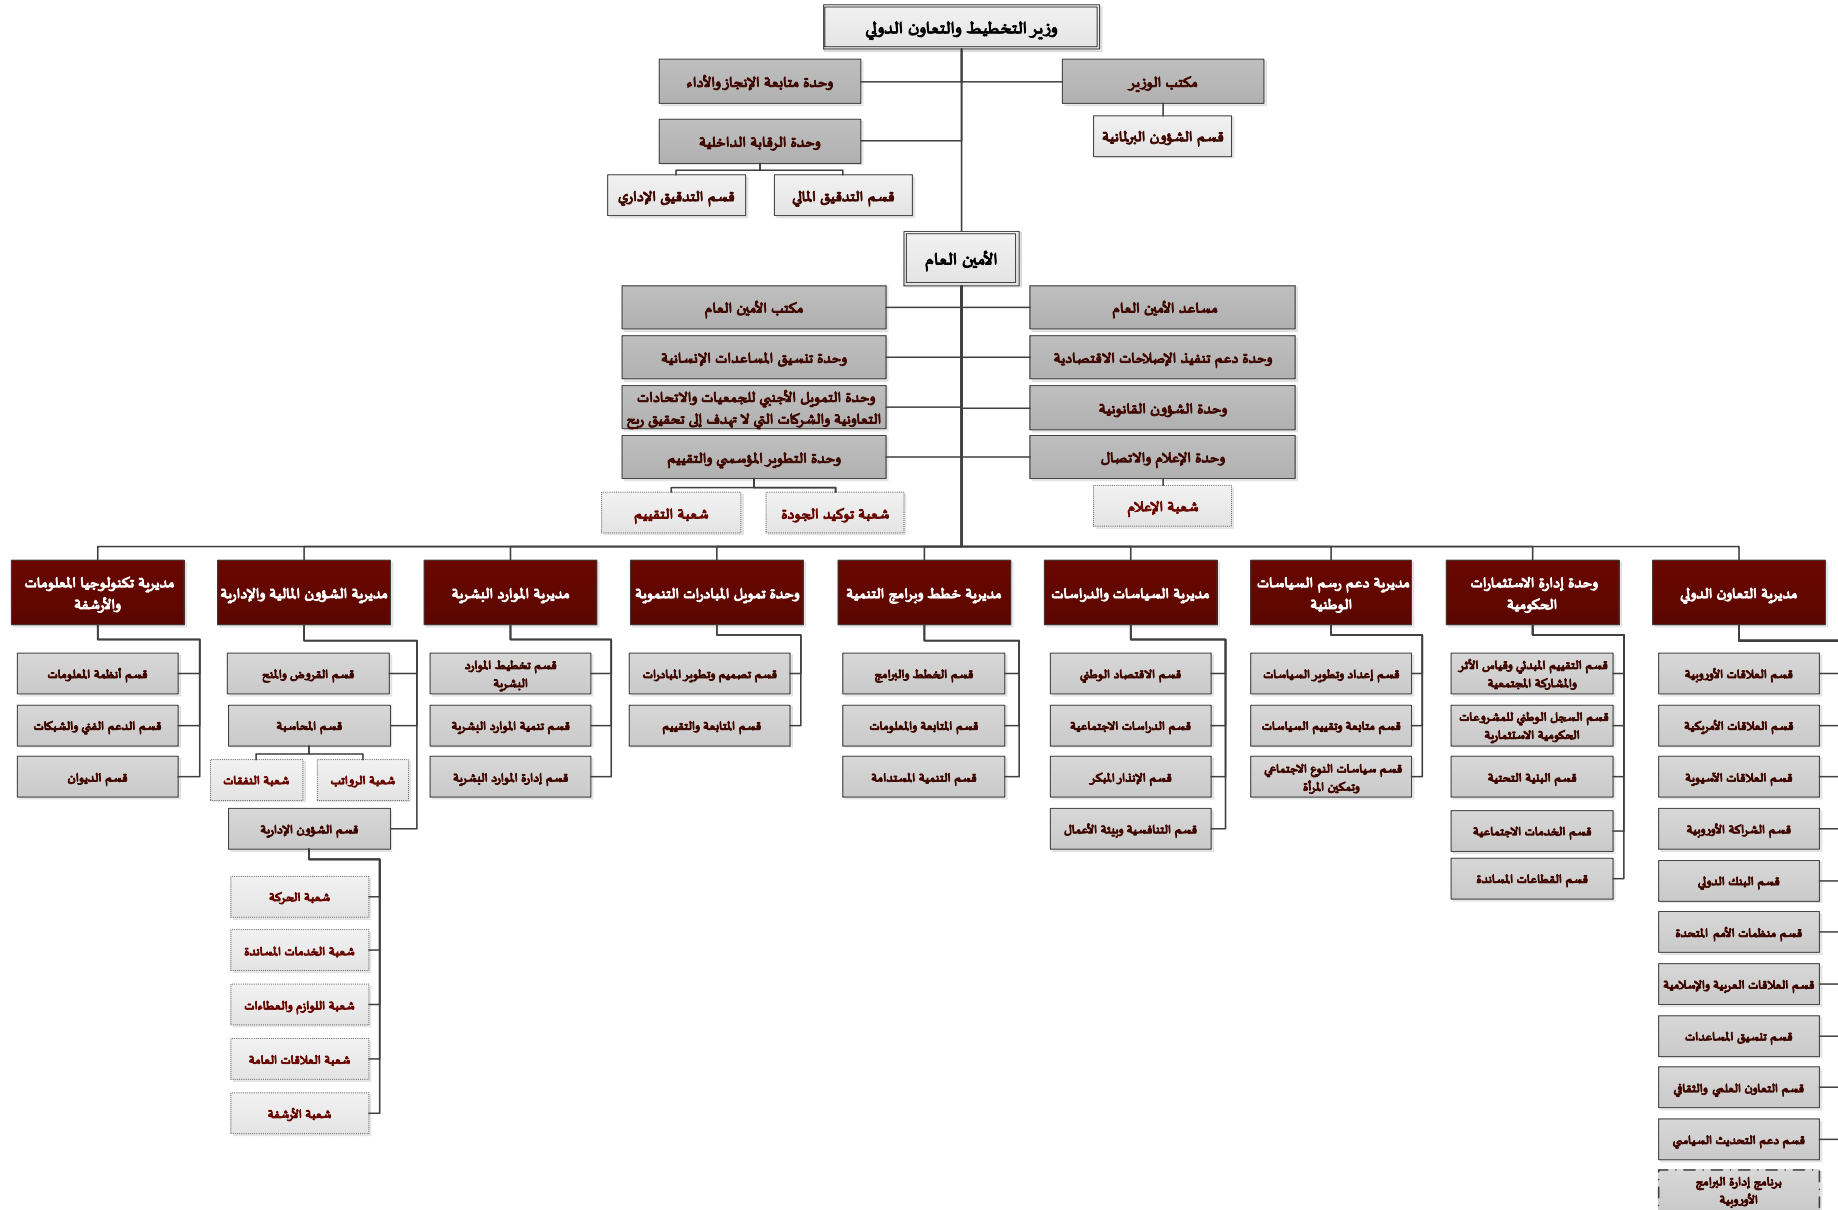 وزير التخطيط والتعاون الدولي
مكتب الوزير
وحدة متابعة الإنجاز والأداء
قسم الشؤون البرلمانية
وحدة الرقابة الداخلية
قسم التدقيق المالي
قسم التدقيق الإداري
الأمين العام
مساعد الأمين العام
مكتب الأمين العام
وحدة دعم تنفيذ الإصلاحات الاقتصادية
وحدة تنسيق المساعدات الإنسانية
وحدة الشؤون القانونية
وحدة التمويل الأجنبي للجمعيات والاتحادات
التعاونية والشركات التي لا تهدف إلى تحقيق ربح
وحدة الإعلام والاتصال
وحدة التطوير المؤسسي والتقييم
شعبة الإعلام
شعبة توكيد الجودة
شعبة التقييم
مديرية التعاون الدولي
قسم العلاقات الأوروبية
قسم العلاقات الأمريكية
قسم العلاقات الآسيوية
قسم الشراكة الأوروبية
قسم البنك الدولي
قسم منظمات الأمم المتحدة
قسم العلاقات العربية والإسلامية
قسم تنسيق المساعدات
قسم التعاون العلمي والثقافي
قسم دعم التحديث السياسي
برنامج إدارة البرامج
الأوروبية
وحدة إدارة الاستثمارات
الحكومية
قسم التقييم المبدئي وقياس الأثر
والمشاركة المجتمعية
قسم السجل الوطني للمشروعات
الحكومية الاستثمارية
قسم البنية التحتية
قسم الخدمات الاجتماعية
قسم القطاعات المساندة
مديرية دعم رسم السياسات
الوطنية
قسم إعداد وتطوير السياسات
قسم متابعة وتقييم السياسات
قسم سياسات النوع الاجتماعي
وتمكين المرأة
مديرية السياسات والدراسات
قسم الاقتصاد الوطني
قسم الدراسات الاجتماعية
قسم الإنذار المبكر
قسم التنافسية وبيئة الأعمال
مديرية خطط وبرامج التنمية
قسم الخطط والبرامج
قسم المتابعة والمعلومات
قسم التنمية المستدامة
وحدة تمويل المبادرات التنموية
قسم تصميم وتطوير المبادرات
قسم المتابعة والتقييم
مديرية الموارد البشرية
قسم تخطيط الموارد
البشرية
قسم تنمية الموارد البشرية
قسم إدارة الموارد البشرية
مديرية الشؤون المالية والإدارية
قسم القروض والمنح
قسم المحاسبة
شعبة الرواتب
شعبة النفقات
قسم الشؤون الإدارية
شعبة الحركة
شعبة الخدمات المساندة
شعبة اللوازم والعطاءات
شعبة العلاقات العامة
شعبة الأرشفة
مديرية تكنولوجيا المعلومات
والأرشفة
قسم أنظمة المعلومات
قسم الدعم الفني والشبكات
قسم الديوان